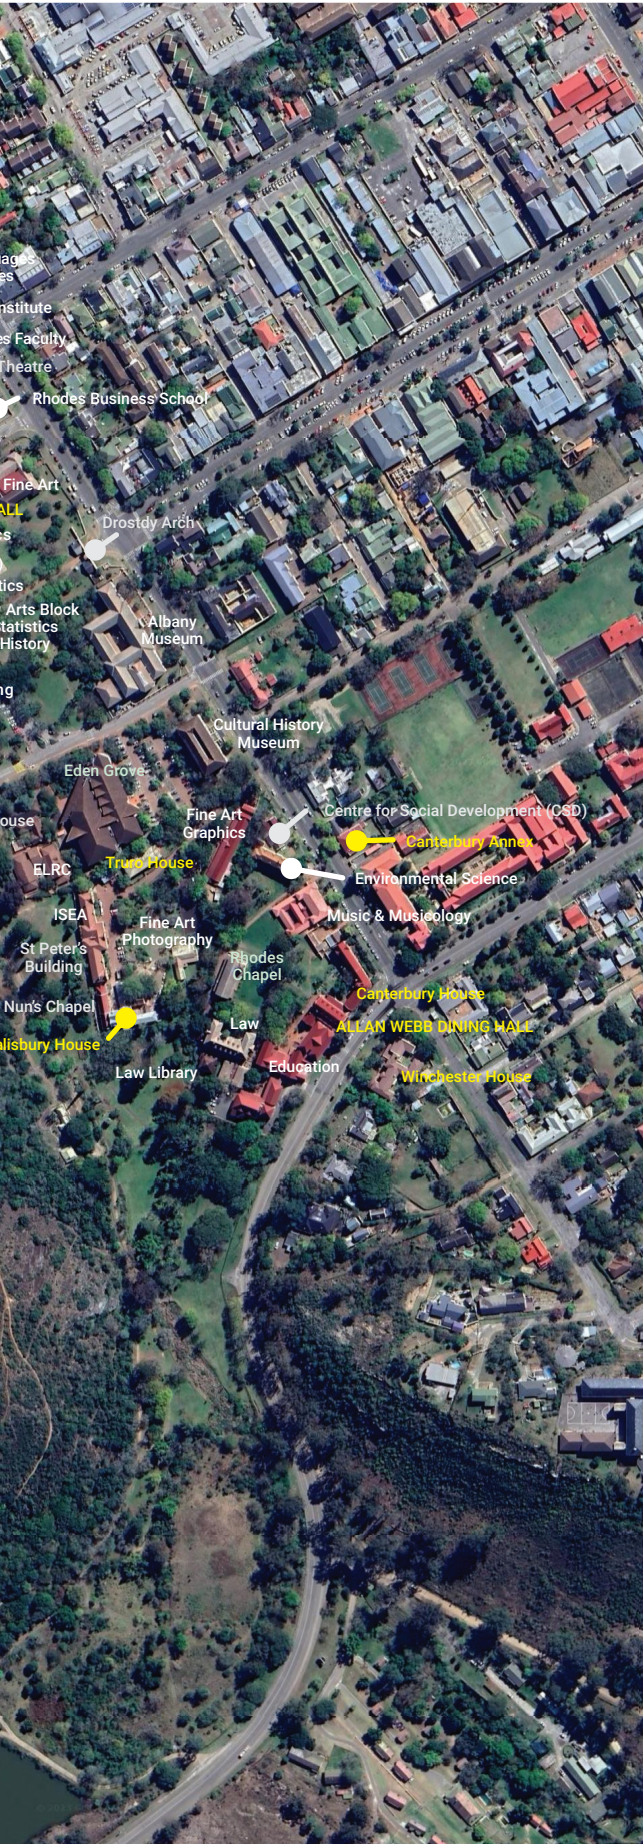 ages
es
nstitute
es Faculty
Theatre
Rhodes Business School
Fine Art
ALL
cs
Drostdy Arch
tics
Arts Block
tatistics
History
Albany
Museum
ng
Cultural History
Museum
Eden Grove
ouse
Fine Art
Graphics
Centre for Social Development (CSD)
Canterbury Annex
Truro House
ELRC
Environmental Science
ISEA
Music & Musicology
Fine Art
Photography
St Peter's
Building
Rhodes
Chapel
Nun's Chapel
Canterbury House
Law
ALLAN WEBB DINING HALL
alisbury House
Law Library
Education
Winchester House